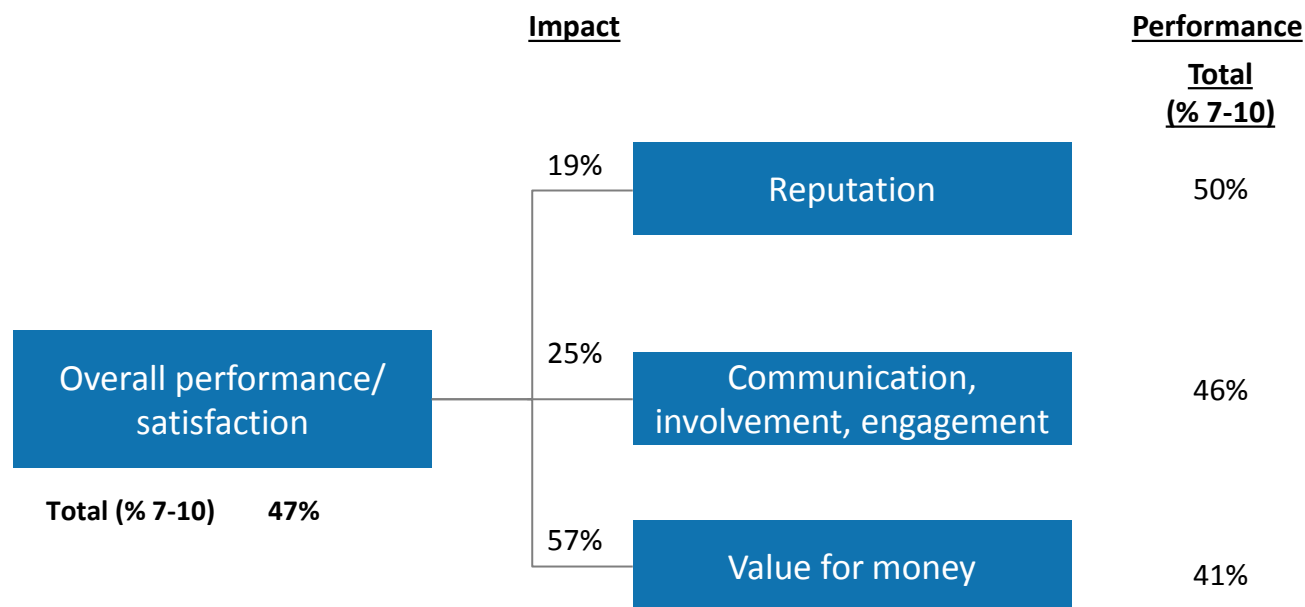 Impact
Performance
Total
(% 7-10)
19%
Reputation
50%
25%
Communication,
involvement, engagement
46%
Overall performance/
satisfaction
Total (% 7-10) 47%
57%
Value for money
41%